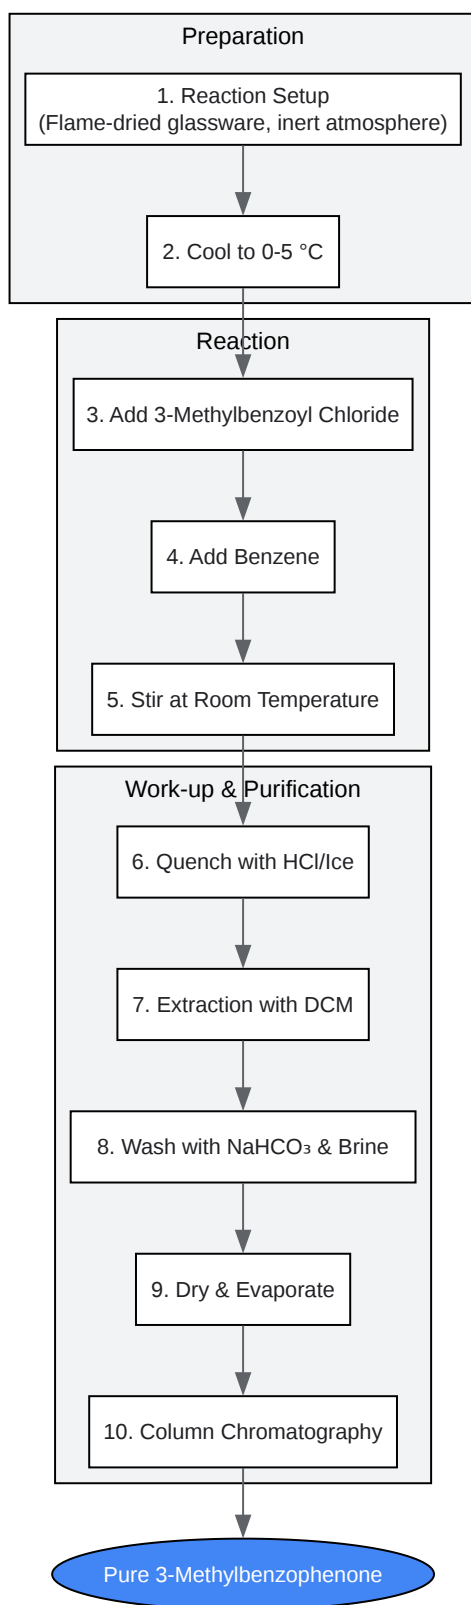 Preparation
1. Reaction Setup
(Flame-dried glassware, inert atmosphere)
2. Cool to 0-5 °C
Reaction
3. Add 3-Methylbenzoyl Chloride
4. Add Benzene
5. Stir at Room Temperature
Work-up & Purification
6. Quench with HCl/Ice
7. Extraction with DCM
8. Wash with NaHCO₃ & Brine
9. Dry & Evaporate
10. Column Chromatography
Pure 3-Methylbenzophenone